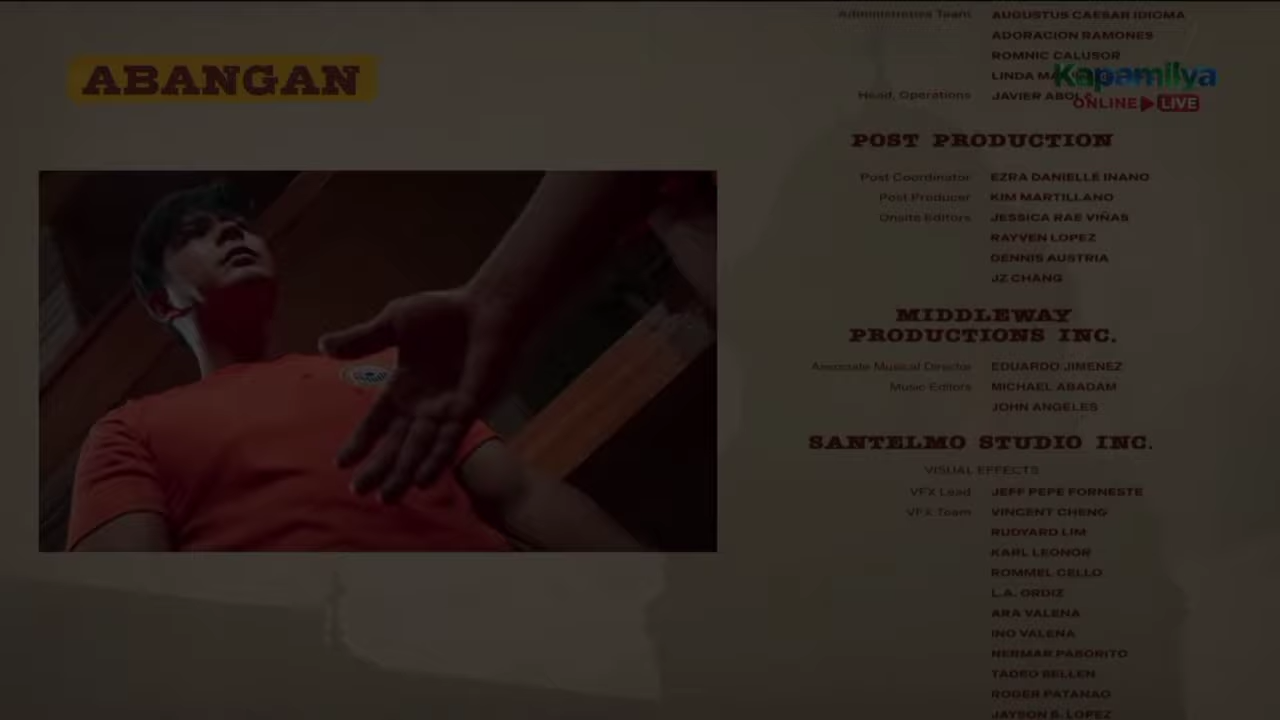 ABANGAN
Administrative Team AUGUSTUS CAESAR IDIOMA
ADORACION RAMONES
ROMNIC CALUSOR
LINDA
Head, Operations JAVIER
Kapamilya
ONLINE LIVE
POST PRODUCTION
Post Coordinator EZRA DANIELLE INANO
Post Producer KIM MARTILLANO
Onsite Editors JESSICA RAE VIÑAS
RAYVEN LOPEZ
DENNIS AUSTRIA
JZ CHANG
MIDDLEWAY
PRODUCTIONS INC.
Associate Musical Director EDUARDO JIMENEZ
Music Editors MICHAEL ABADAM
JOHN ANGELES
SANTELMO STUDIO INC.
VISUAL EFFECTS
VFX Lead JEFF PEPE FORNESTE
VFX Team VINCENT CHENG
RUDYARD LIM
KARL LEONOR
ROMMEL CELLO
L.A. ORDIZ
ARA VALENA
INO VALENA
NERMAR PABORITO
TADEO BELLEN
ROGER PATANAO
JAYSON B. LOPEZ